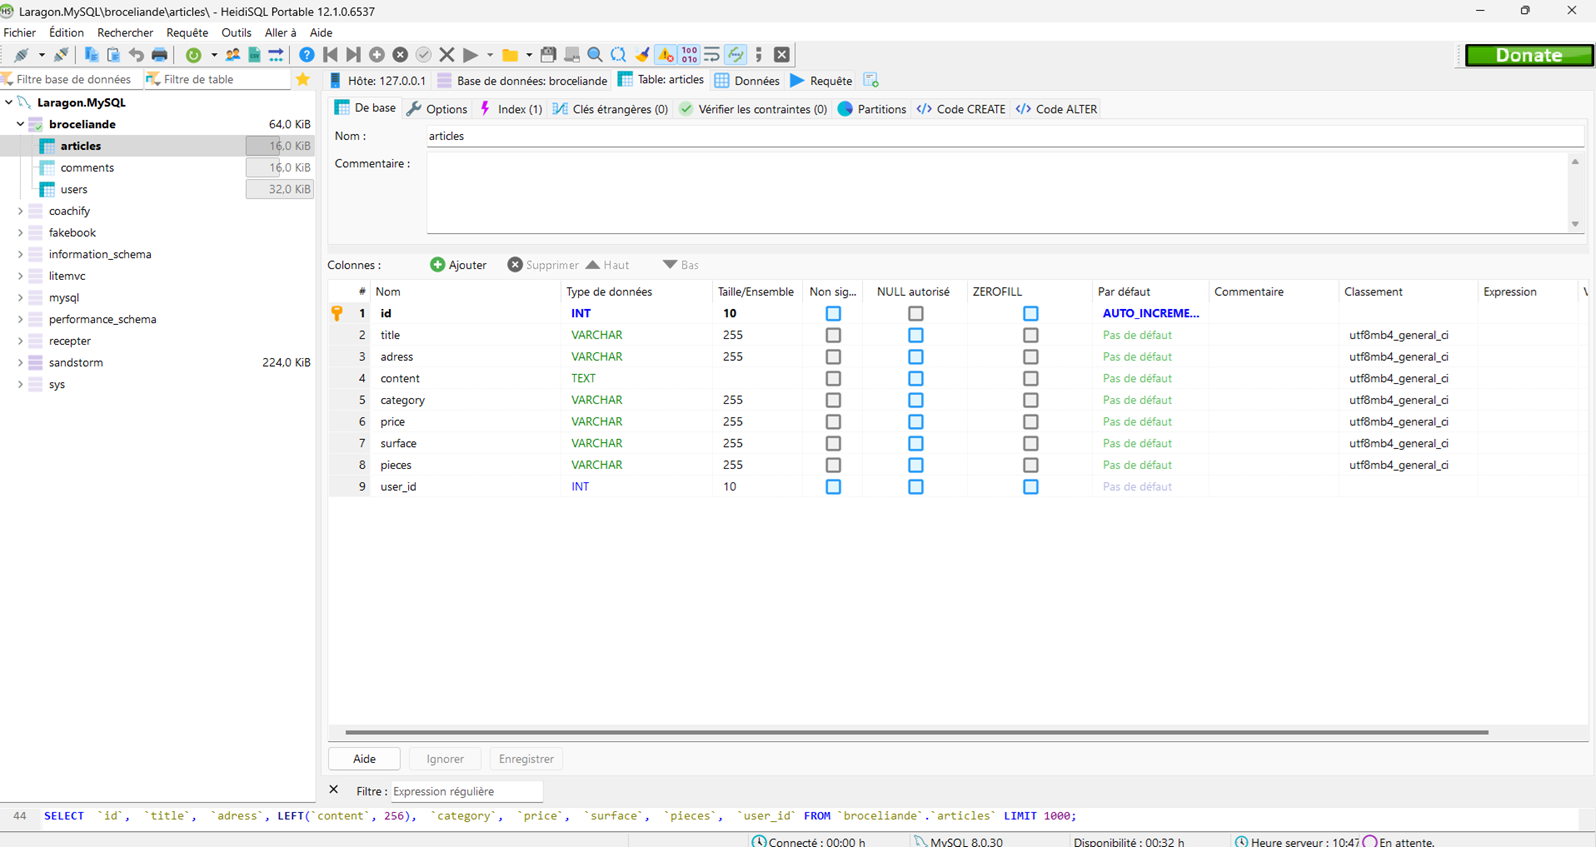 Laragon.MySQL\broceliande\articles\ - HeidiSQL Portable 12.1.0.6537
Fichier Édition Rechercher Requête Outils Aller à Aide
Donate
Filtre base de données Filtre de table
Hôte: 127.0.0.1 Base de données: broceliande Table: articles Données Requête
Laragon.MySQL
broceliande 64,0 KiB
articles 16,0 KiB
comments 16,0 KiB
users 32,0 KiB
coachify
fakebook
information_schema
litemvc
mysql
performance_schema
recepter
sandstorm 224,0 KiB
sys
De base Options Index (1) Clés étrangères (0) Vérifier les contraintes (0) Partitions Code CREATE Code ALTER
Nom : articles
Commentaire :
Colonnes : Ajouter Supprimer Haut Bas
# Nom Type de données Taille/Ensemble Non sig... NULL autorisé ZEROFILL Par défaut Commentaire Classement Expression V
1 id INT 10 AUTO_INCREME...
2 title VARCHAR 255 Pas de défaut utf8mb4_general_ci
3 adress VARCHAR 255 Pas de défaut utf8mb4_general_ci
4 content TEXT Pas de défaut utf8mb4_general_ci
5 category VARCHAR 255 Pas de défaut utf8mb4_general_ci
6 price VARCHAR 255 Pas de défaut utf8mb4_general_ci
7 surface VARCHAR 255 Pas de défaut utf8mb4_general_ci
8 pieces VARCHAR 255 Pas de défaut utf8mb4_general_ci
9 user_id INT 10 Pas de défaut
Aide Ignorer Enregistrer
Filtre : Expression régulière
44 SELECT `id`, `title`, `adress`, LEFT(`content`, 256), `category`, `price`, `surface`, `pieces`, `user_id` FROM `broceliande`.`articles` LIMIT 1000;
Connecté : 00:00 h MySQL 8.0.30 Disponibilité : 00:32 h Heure serveur : 10:47 En attente.